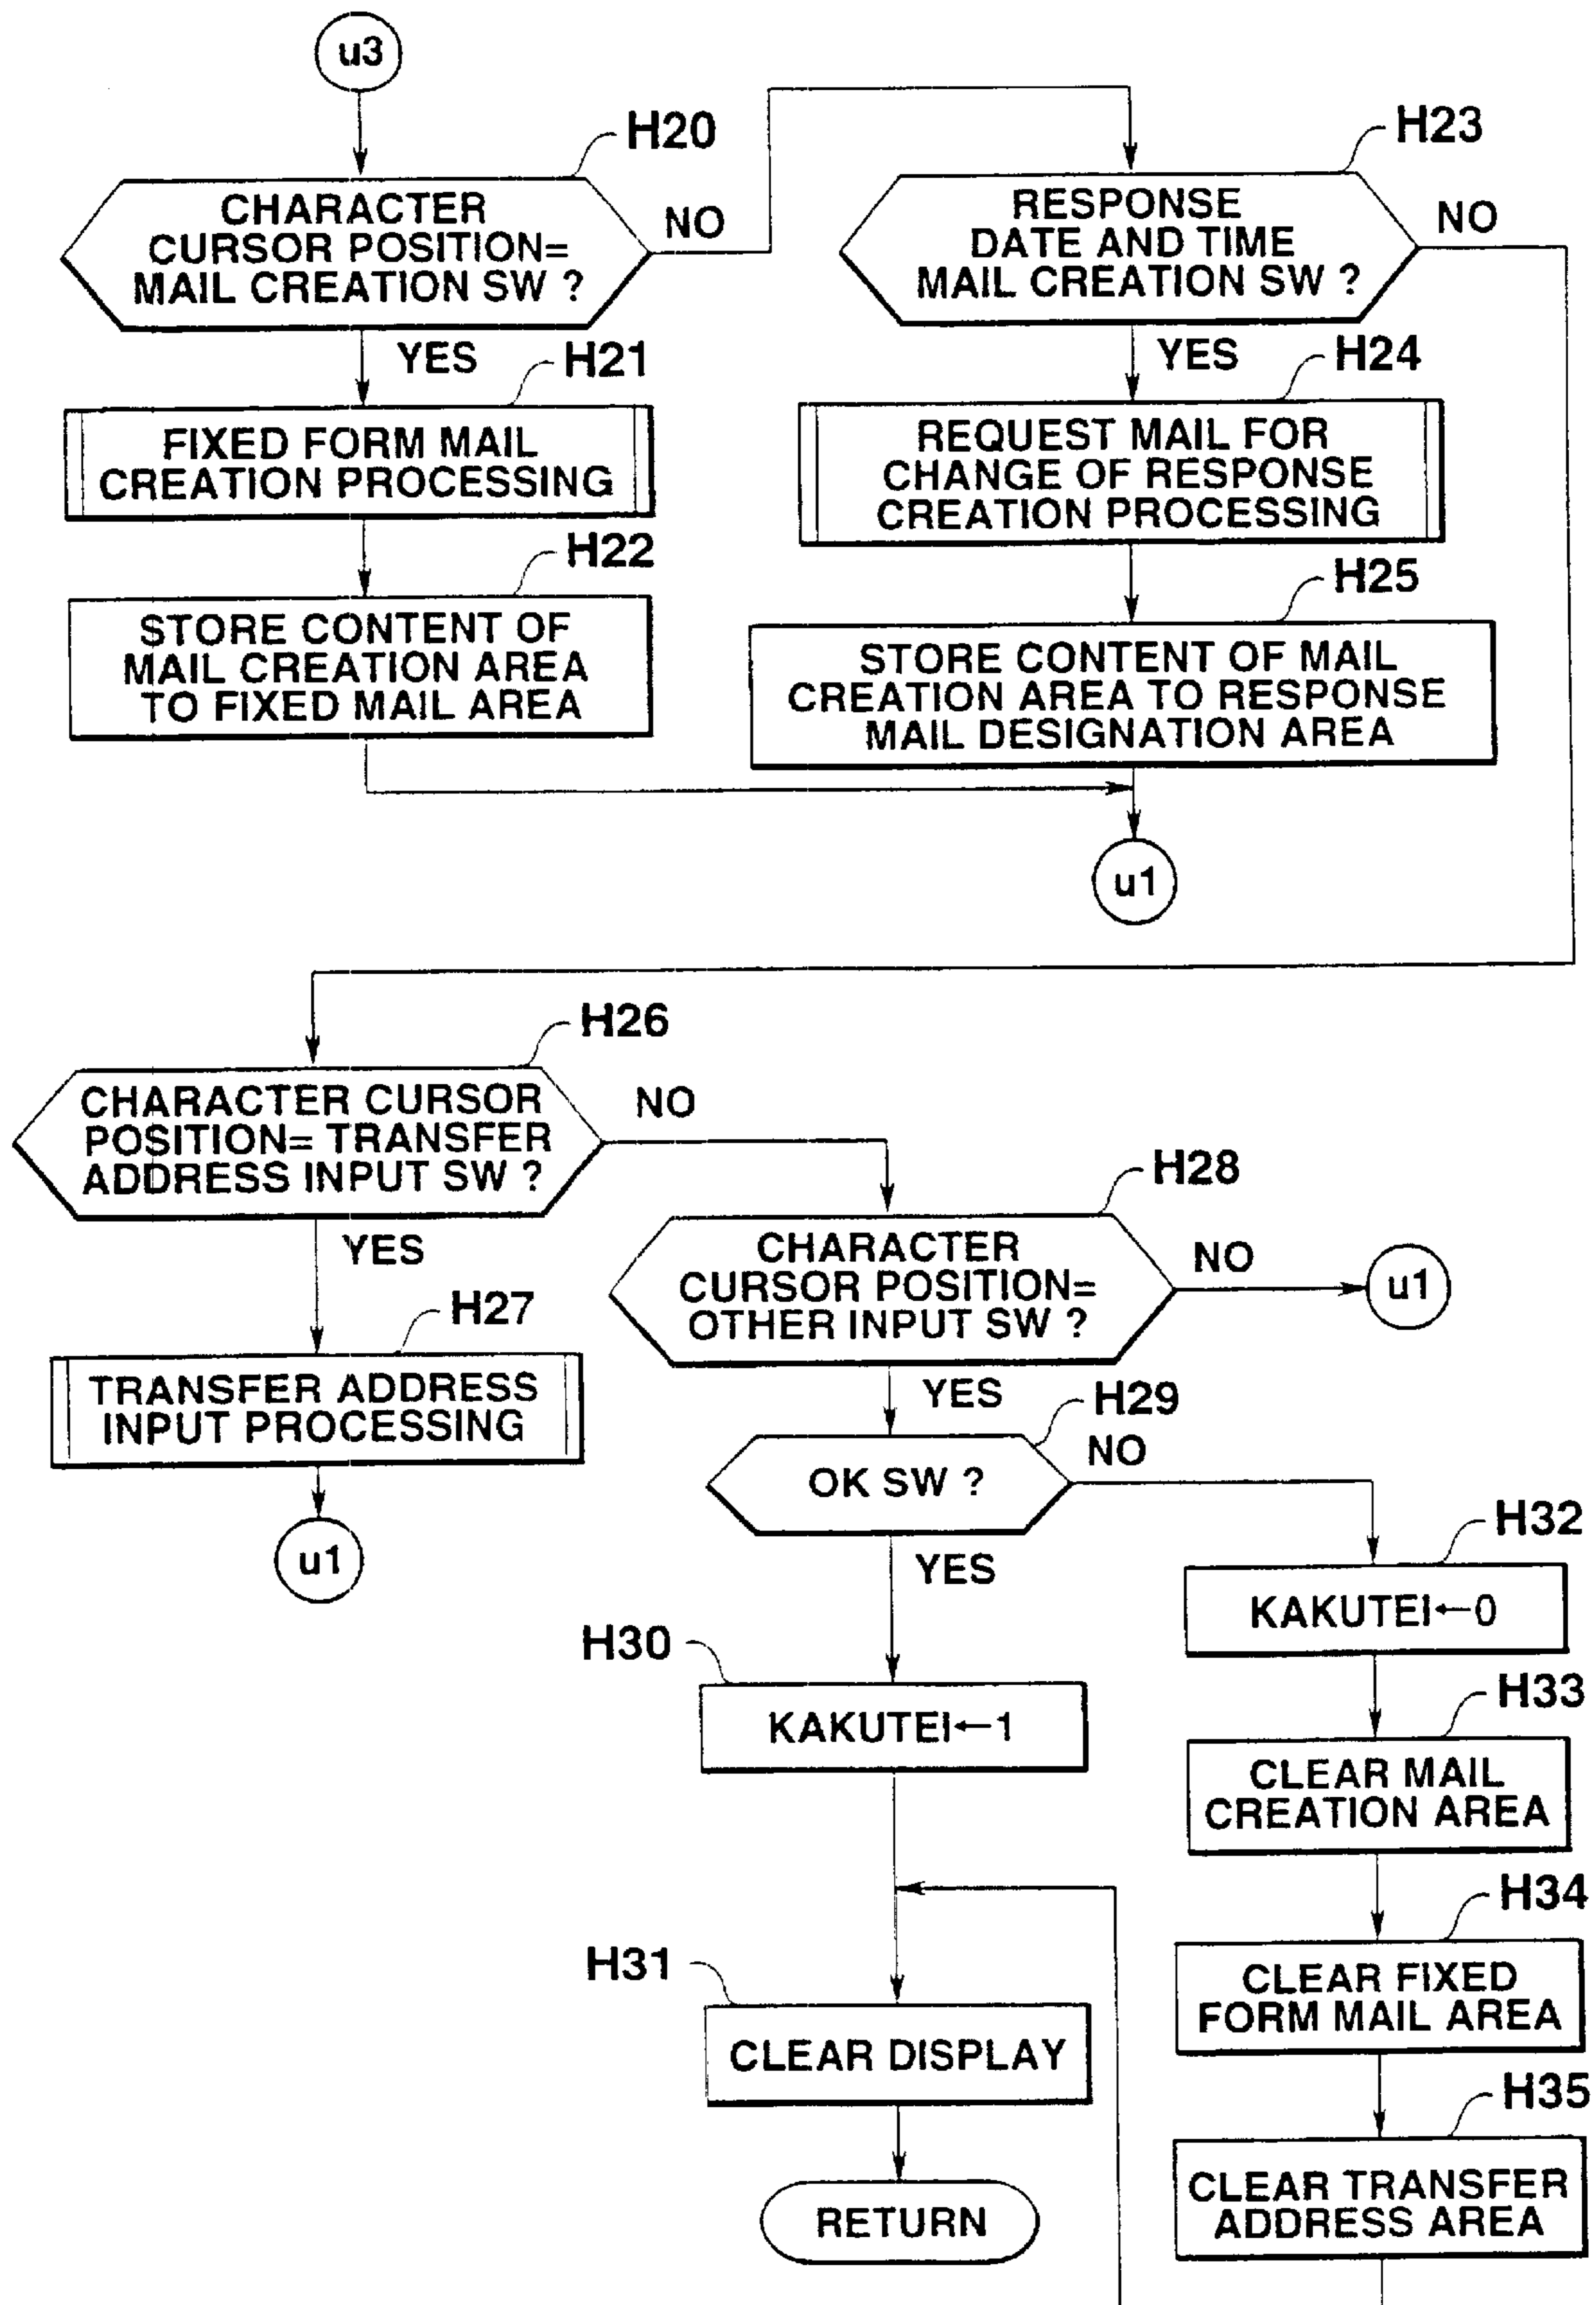 u3
H20
CHARACTER
CURSOR POSITION=
MAIL CREATION SW ?
NO
YES
H21
FIXED FORM MAIL
CREATION PROCESSING
H22
STORE CONTENT OF
MAIL CREATION AREA
TO FIXED MAIL AREA
H23
RESPONSE
DATE AND TIME
MAIL CREATION SW ?
NO
YES
H24
REQUEST MAIL FOR
CHANGE OF RESPONSE
CREATION PROCESSING
H25
STORE CONTENT OF MAIL
CREATION AREA TO RESPONSE
MAIL DESIGNATION AREA
u1
H26
CHARACTER CURSOR
POSITION= TRANSFER
ADDRESS INPUT SW ?
NO
YES
H27
TRANSFER ADDRESS
INPUT PROCESSING
u1
H28
CHARACTER
CURSOR POSITION=
OTHER INPUT SW ?
NO
u1
YES
H29
OK SW ?
NO
YES
H30
KAKUTEI←1
H31
CLEAR DISPLAY
RETURN
H32
KAKUTEI←0
H33
CLEAR MAIL
CREATION AREA
H34
CLEAR FIXED
FORM MAIL AREA
H35
CLEAR TRANSFER
ADDRESS AREA